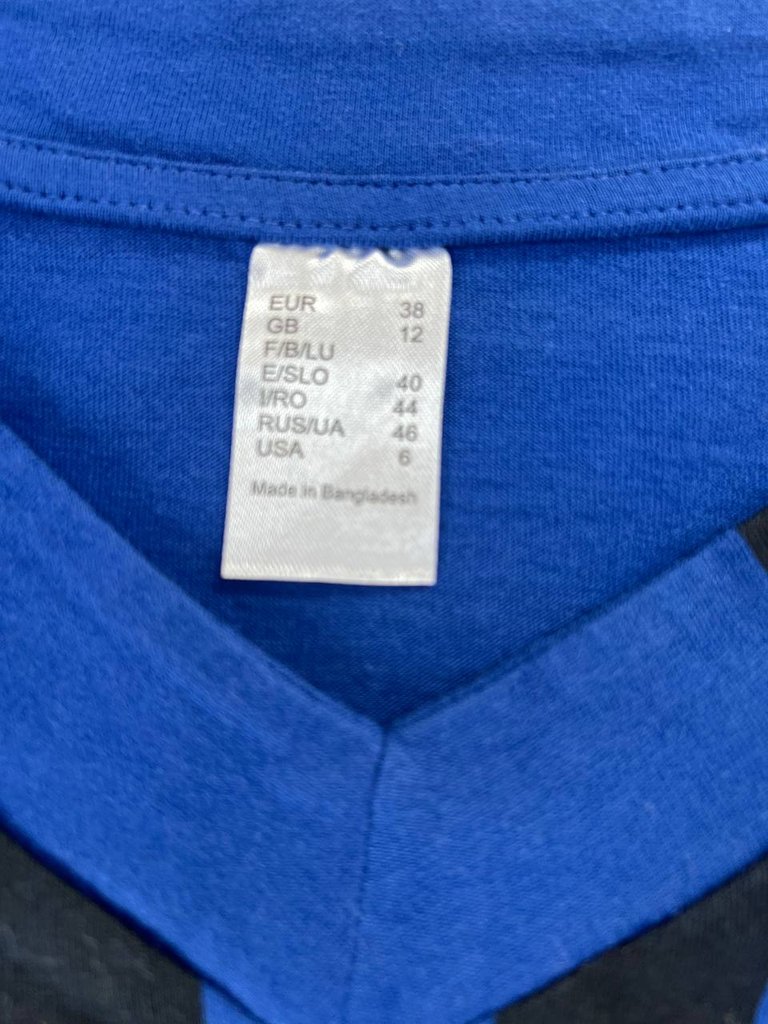 EUR 38
GB 12
F/B/LU
E/SLO 40
I/RO 44
RUS/UA 46
USA 6
Made in Bangladesh